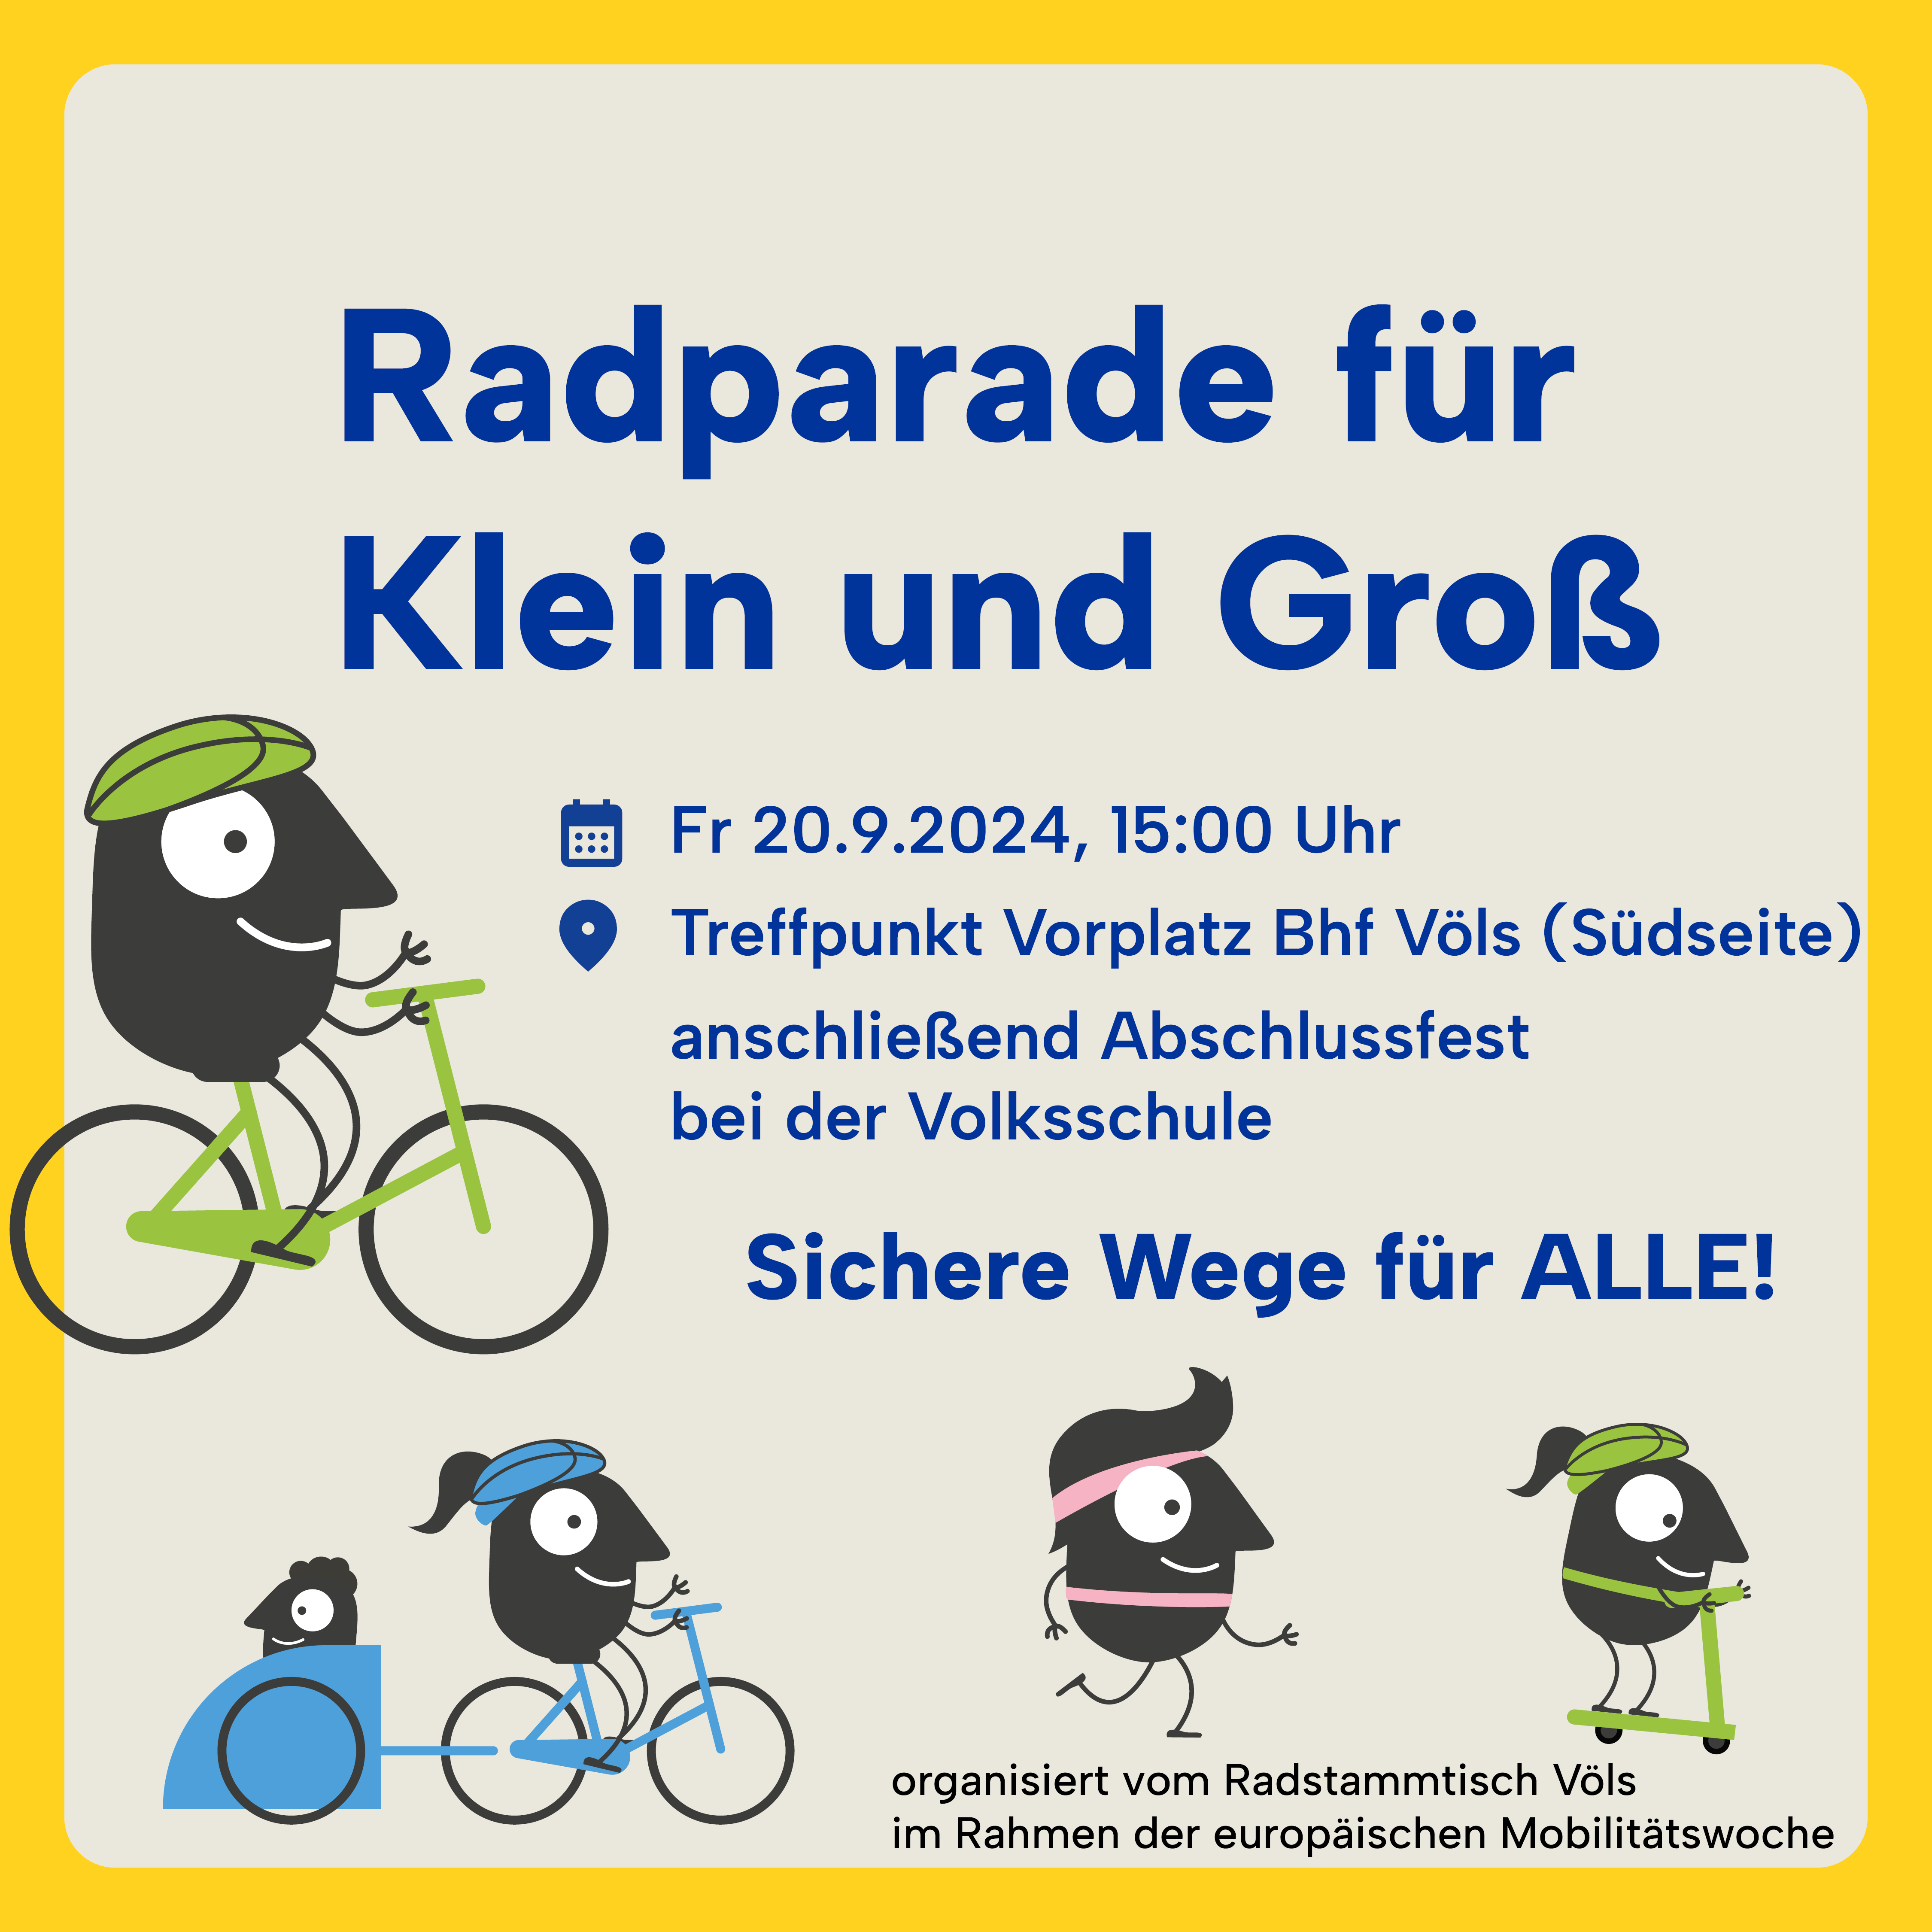 Radparade für
Klein und Groß
Fr 20.9.2024, 15:00 Uhr
Treffpunkt Vorplatz Bhf Völs (Südseite)
anschließend Abschlussfest
bei der Volksschule
Sichere Wege für ALLE!
organisiert vom Radstammtisch Völs
im Rahmen der europäischen Mobilitätswoche